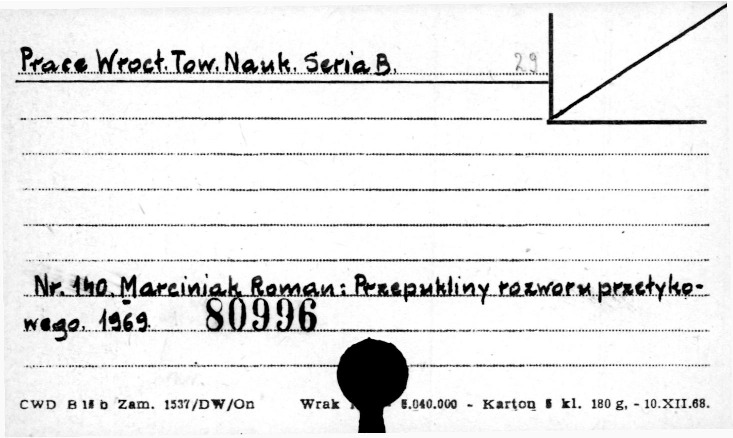 Prace Wrocł. Tow. Nauk. Seria B. 29
Nr. 140. Marciniak Roman: Przepukliny rozworu przełyko-
wego. 1969. 80996
CWD B 15 b Zam. 1537/DW/On Wrak 5.040.000 - Karton kl. 180 g, - 10.XII.68.